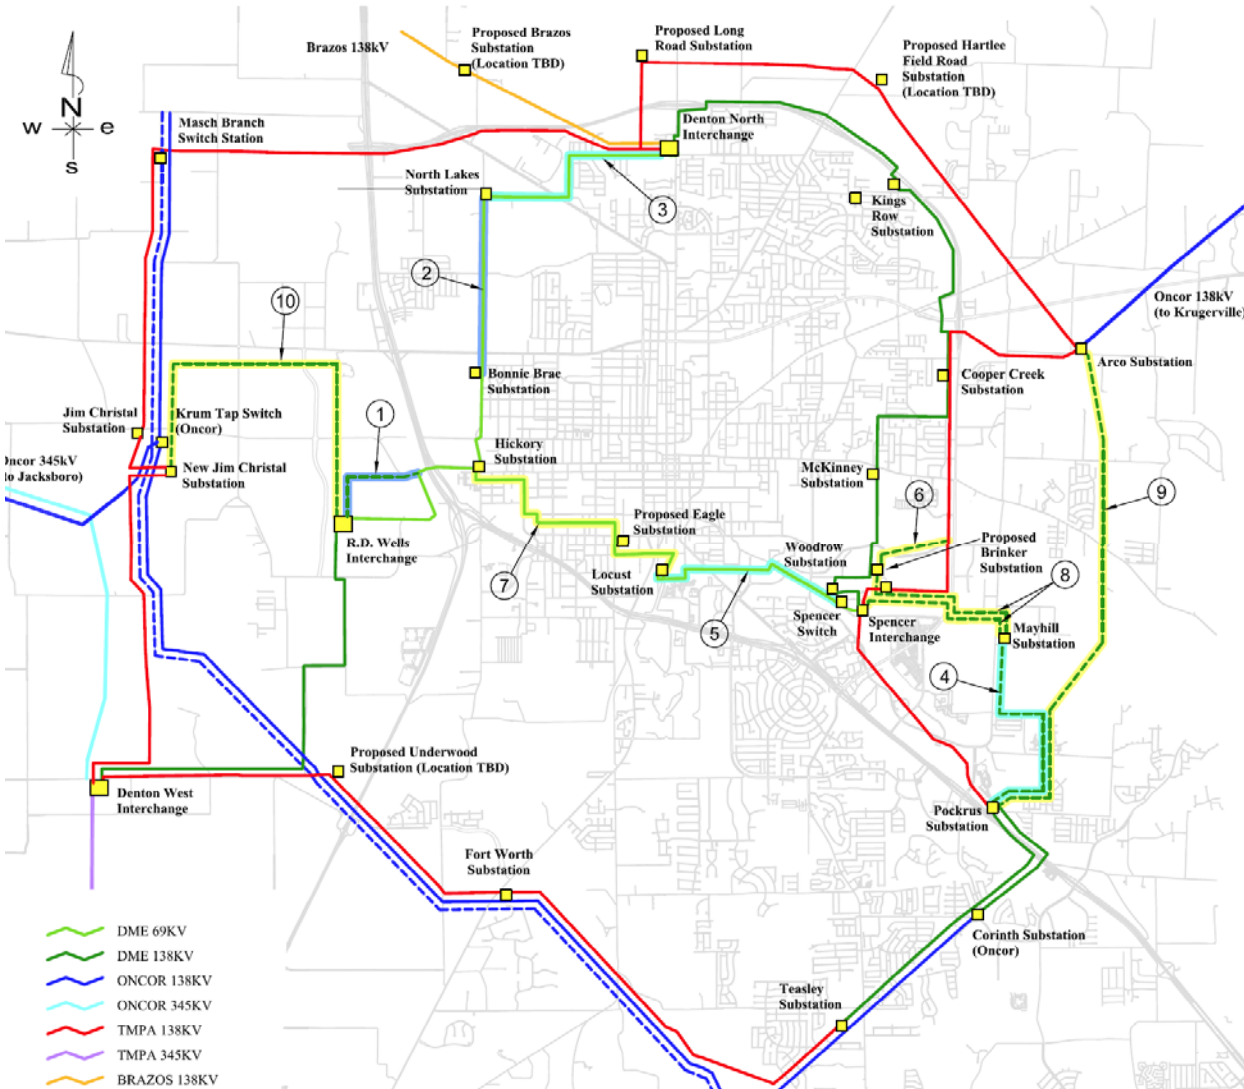 Brazos 138kV
Proposed Brazos
Substation
(Location TBD)
Proposed Long
Road Substation
Proposed Hartlee
Field Road
Substation
(Location TBD)
N
w e
s
Masch Branch
Switch Station
Denton North
Interchange
North Lakes
Substation
3
Kings
Row
Substation
2
10
Oncor 138kV
(to Krugerville)
Arco Substation
Bonnie Brae
Substation
Cooper Creek
Substation
Jim Christal
Substation
Krum Tap Switch
(Oncor)
1
Hickory
Substation
Oncor 345kV
to Jacksboro)
New Jim Christal
Substation
McKinney
Substation
6
9
R.D. Wells
Interchange
Proposed Eagle
Substation
Woodrow
Substation
Proposed
Brinker
Substation
7
Locust
Substation
8
5
Spencer
Switch
Spencer
Interchange
Mayhill
Substation
4
Proposed Underwood
Substation (Location TBD)
Denton West
Interchange
Pockrus
Substation
Fort Worth
Substation
Corinth Substation
(Oncor)
Teasley
Substation
DME 69KV
DME 138KV
ONCOR 138KV
ONCOR 345KV
TMPA 138KV
TMPA 345KV
BRAZOS 138KV